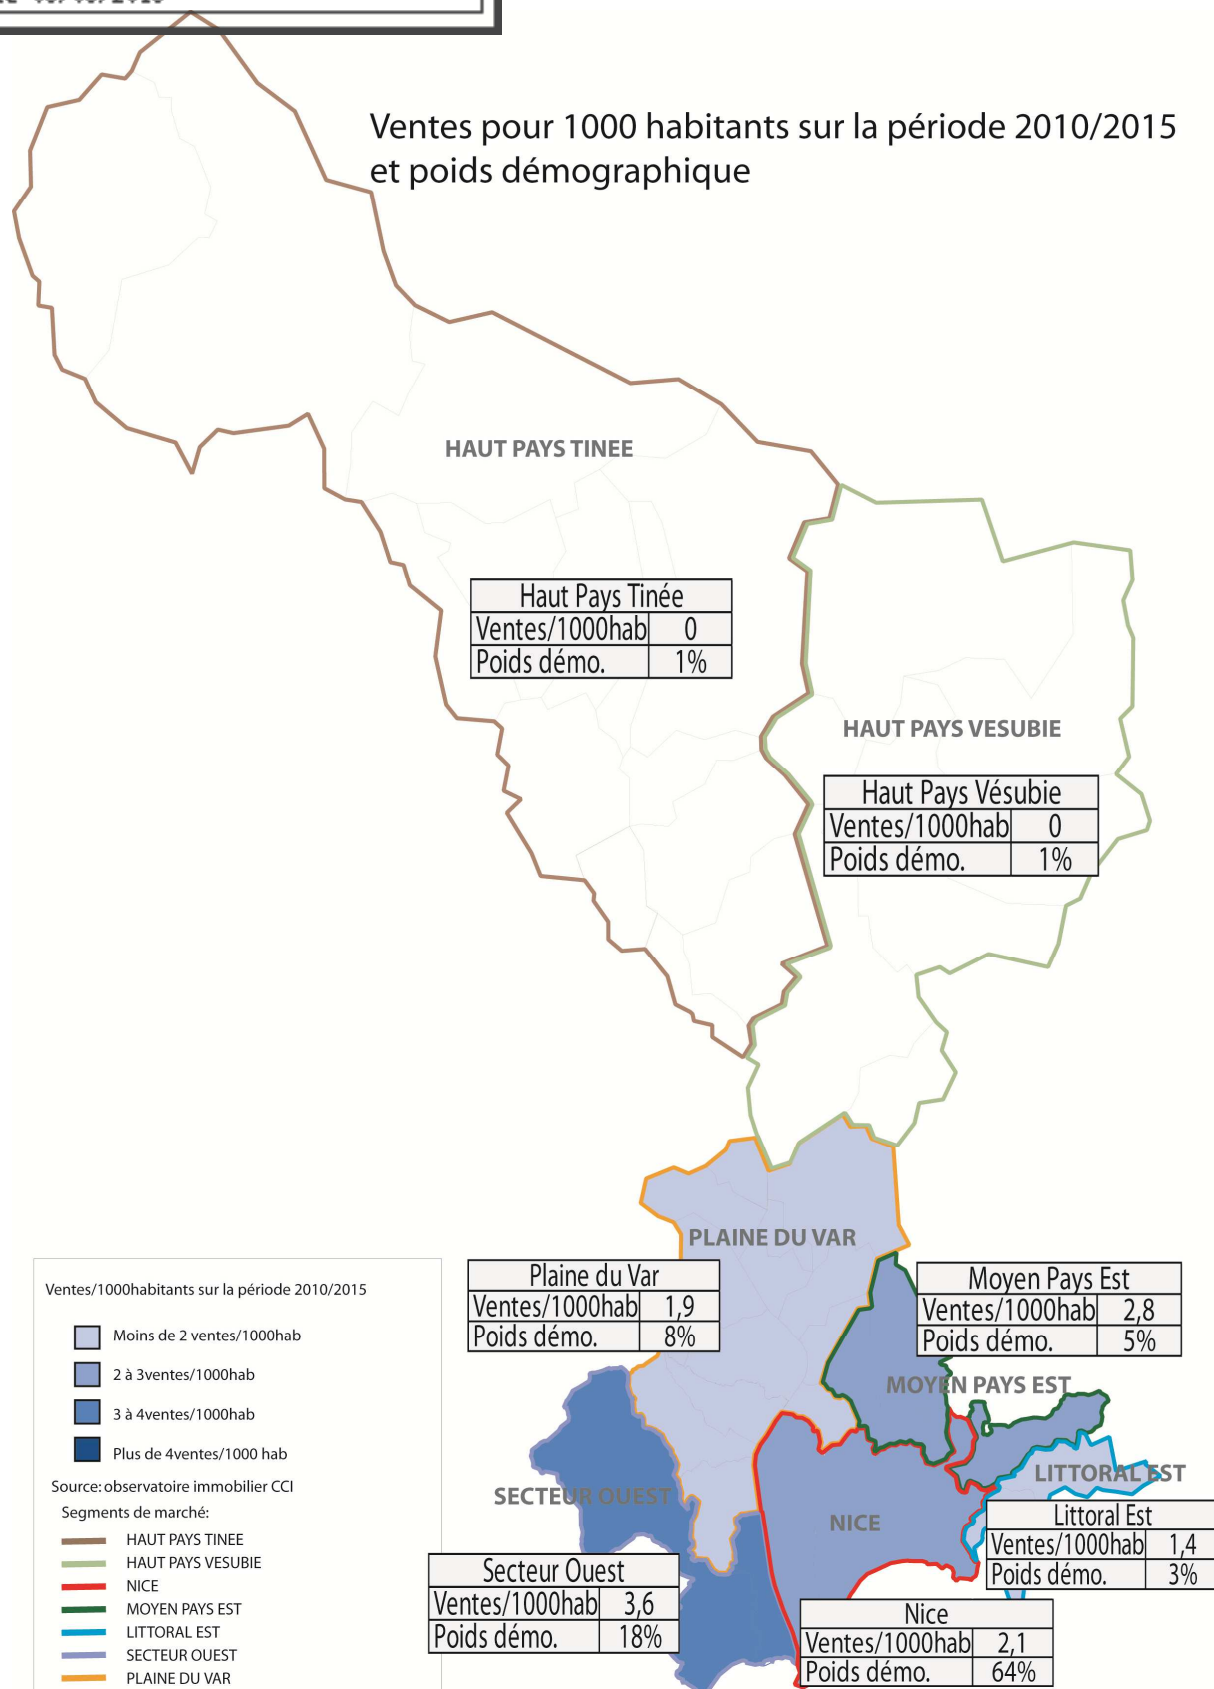 Ventes pour 1000 habitants sur la période 2010/2015
et poids démographique
HAUT PAYS TINEE
Haut Pays Tinée
Ventes/1000hab 0
Poids démo. 1%
HAUT PAYS VESUBIE
Haut Pays Vésubie
Ventes/1000hab 0
Poids démo. 1%
PLAINE DU VAR
Plaine du Var
Ventes/1000hab 1,9
Poids démo. 8%
Moyen Pays Est
Ventes/1000hab 2,8
Poids démo. 5%
MOYEN PAYS EST
LITTORAL EST
Littoral Est
Ventes/1000hab 1,4
Poids démo. 3%
SECTEUR OUEST
Secteur Ouest
Ventes/1000hab 3,6
Poids démo. 18%
NICE
Nice
Ventes/1000hab 2,1
Poids démo. 64%
Ventes/1000habitants sur la période 2010/2015
Moins de 2 ventes/1000hab
2 à 3ventes/1000hab
3 à 4ventes/1000hab
Plus de 4ventes/1000 hab
Source: observatoire immobilier CCI
Segments de marché:
HAUT PAYS TINEE
HAUT PAYS VESUBIE
NICE
MOYEN PAYS EST
LITTORAL EST
SECTEUR OUEST
PLAINE DU VAR